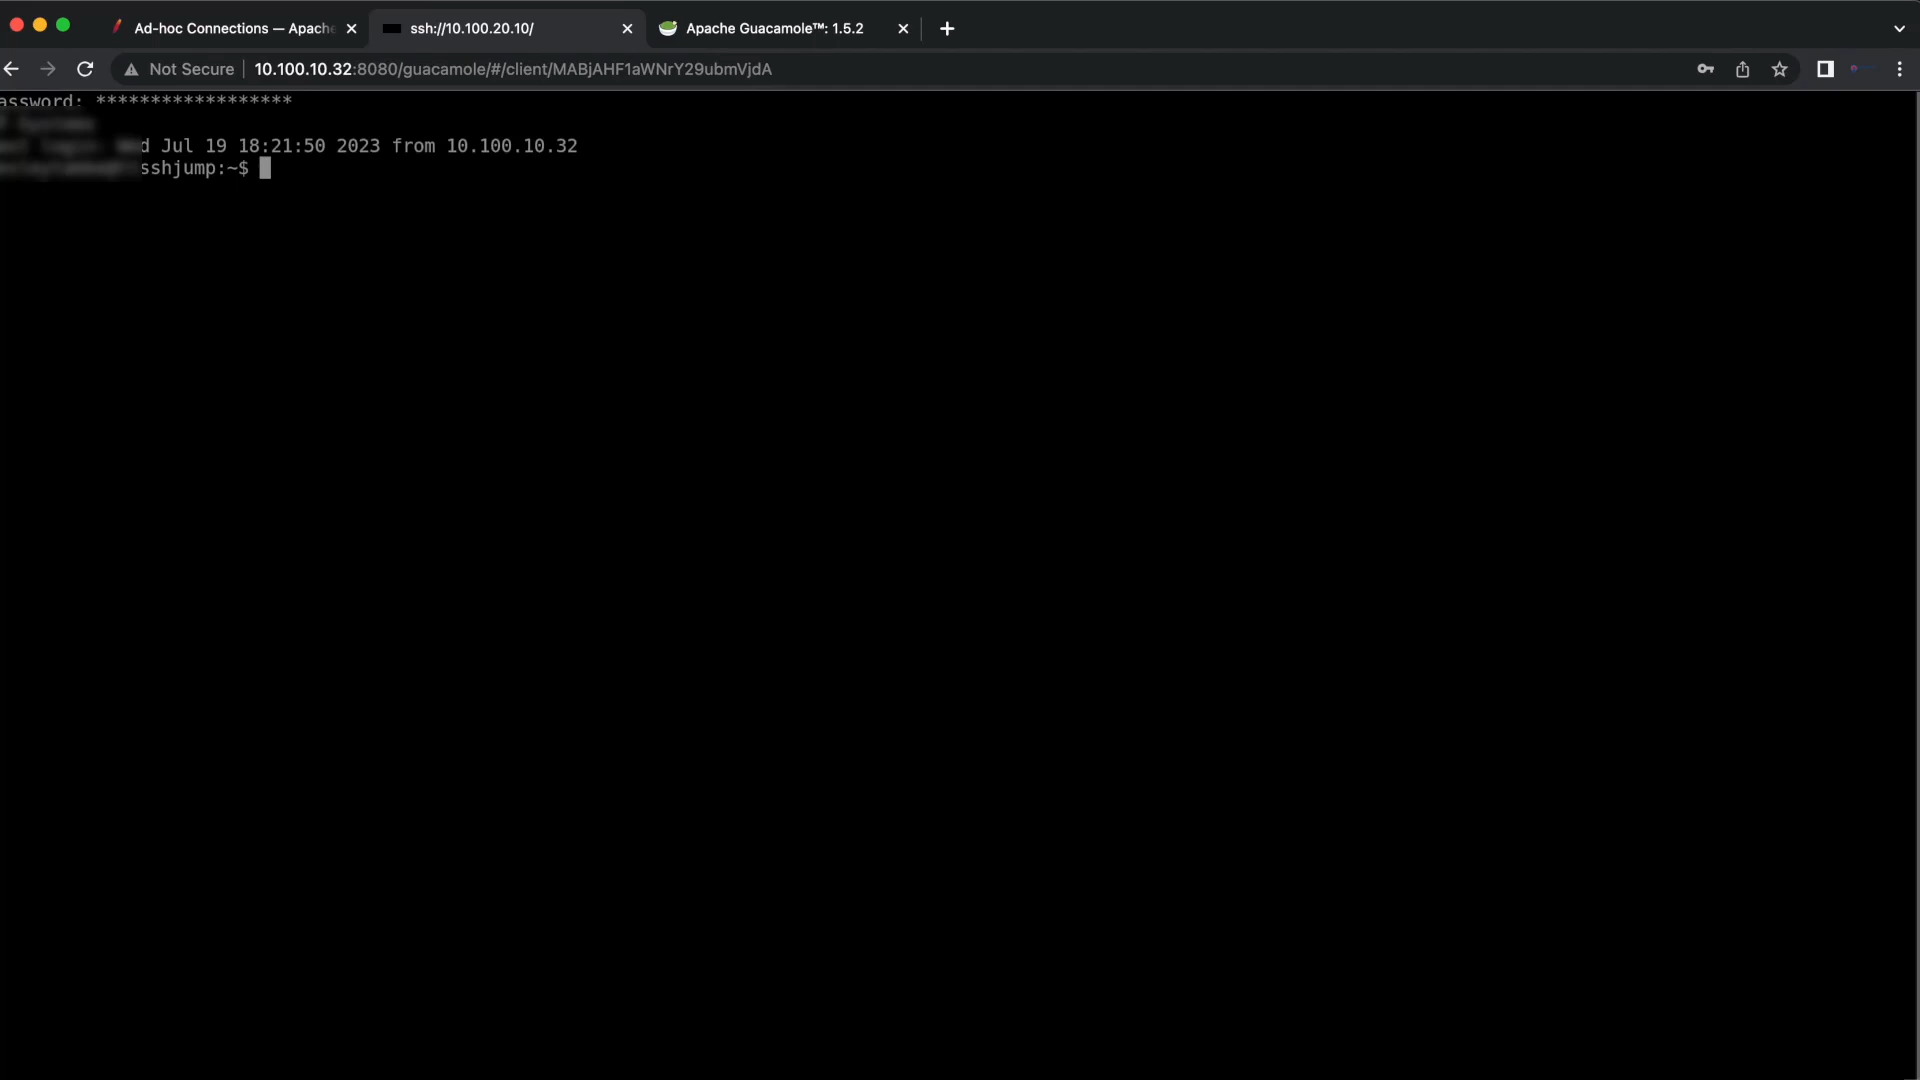 Ad-hoc Connections — Apache
ssh://10.100.20.10/
Apache Guacamole™: 1.5.2
Not Secure
10.100.10.32:8080/guacamole/#/client/MABjAHF1aWNrY29ubmVjdA
assword: ******************
d Jul 19 18:21:50 2023 from 10.100.10.32
sshjump:~$